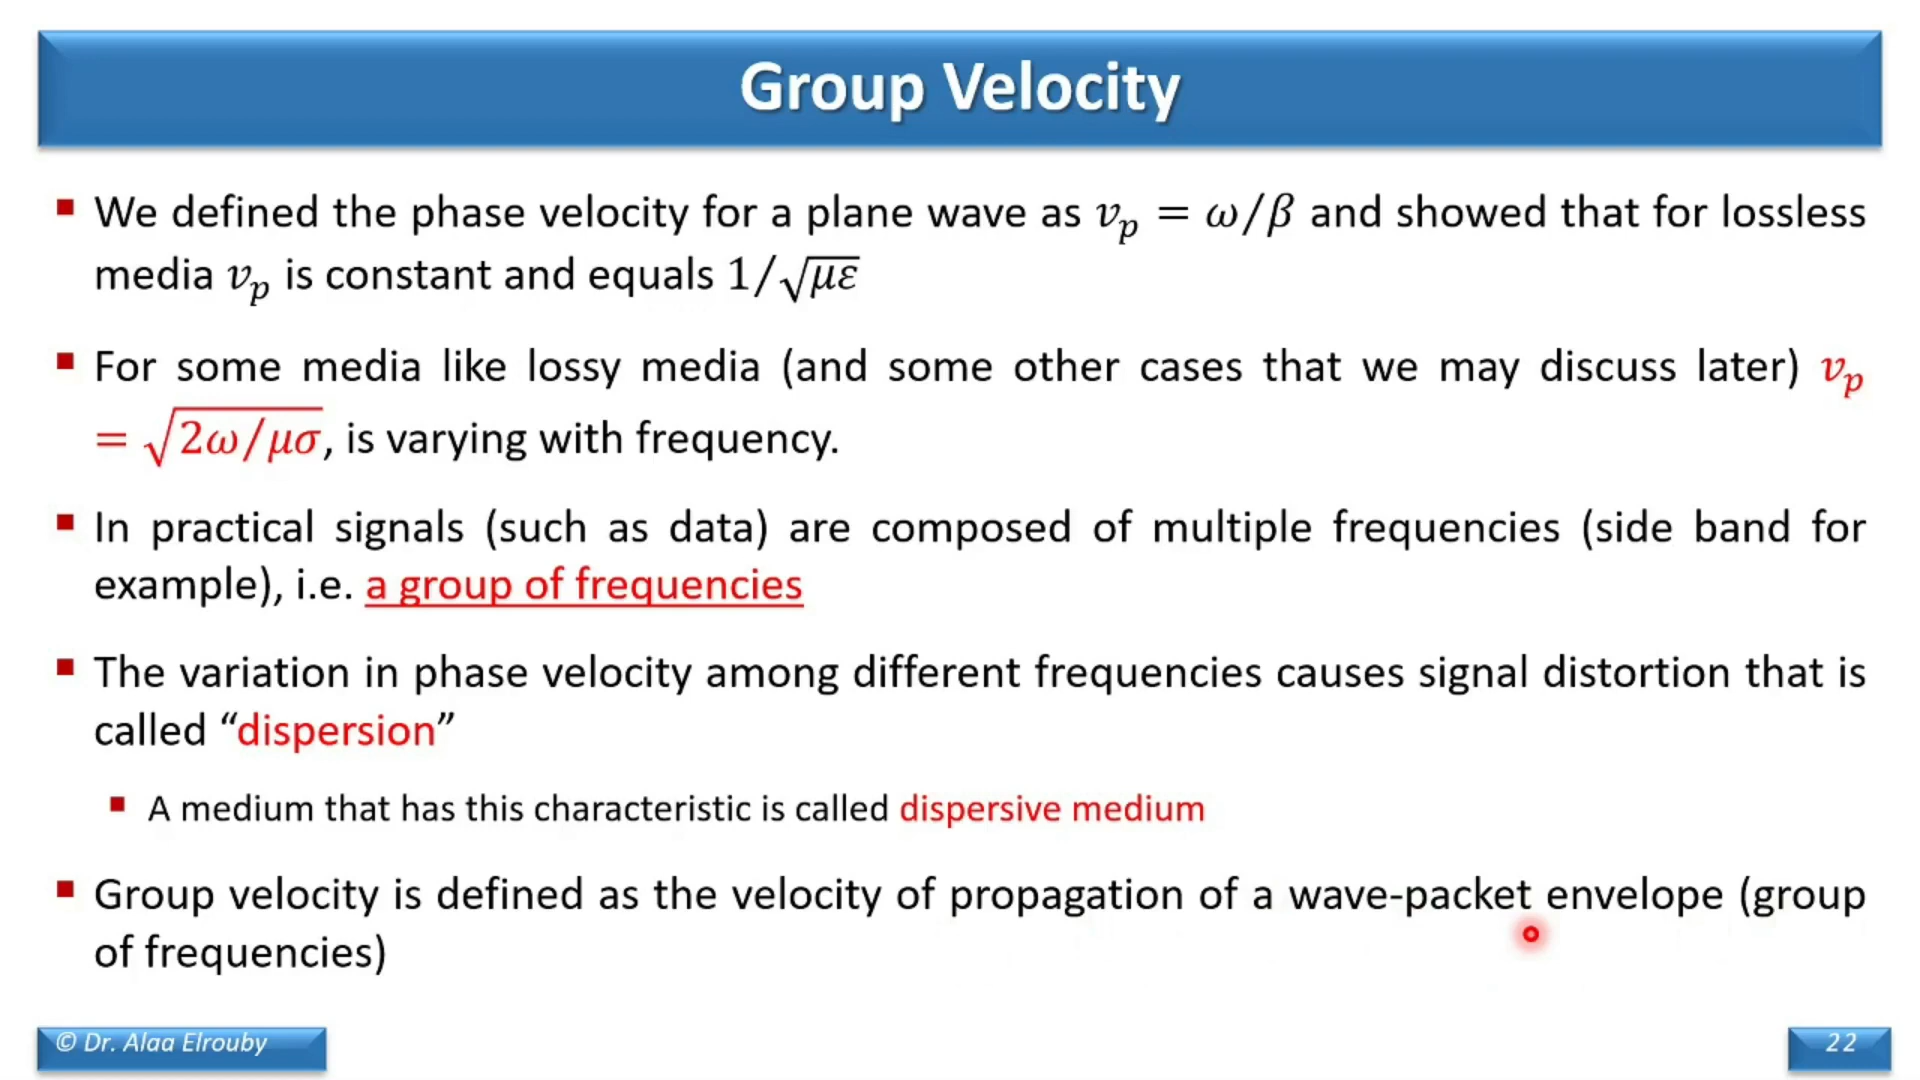 Group Velocity
▪ We defined the phase velocity for a plane wave as 𝑣ₚ = ω/β and showed that for lossless
media 𝑣ₚ is constant and equals 1/√με
▪ For some media like lossy media (and some other cases that we may discuss later) 𝑣ₚ
= √2ω/μσ, is varying with frequency.
▪ In practical signals (such as data) are composed of multiple frequencies (side band for
example), i.e. a group of frequencies
▪ The variation in phase velocity among different frequencies causes signal distortion that is
called “dispersion”
▪ A medium that has this characteristic is called dispersive medium
▪ Group velocity is defined as the velocity of propagation of a wave-packet envelope (group
of frequencies)
© Dr. Alaa Elrouby
22